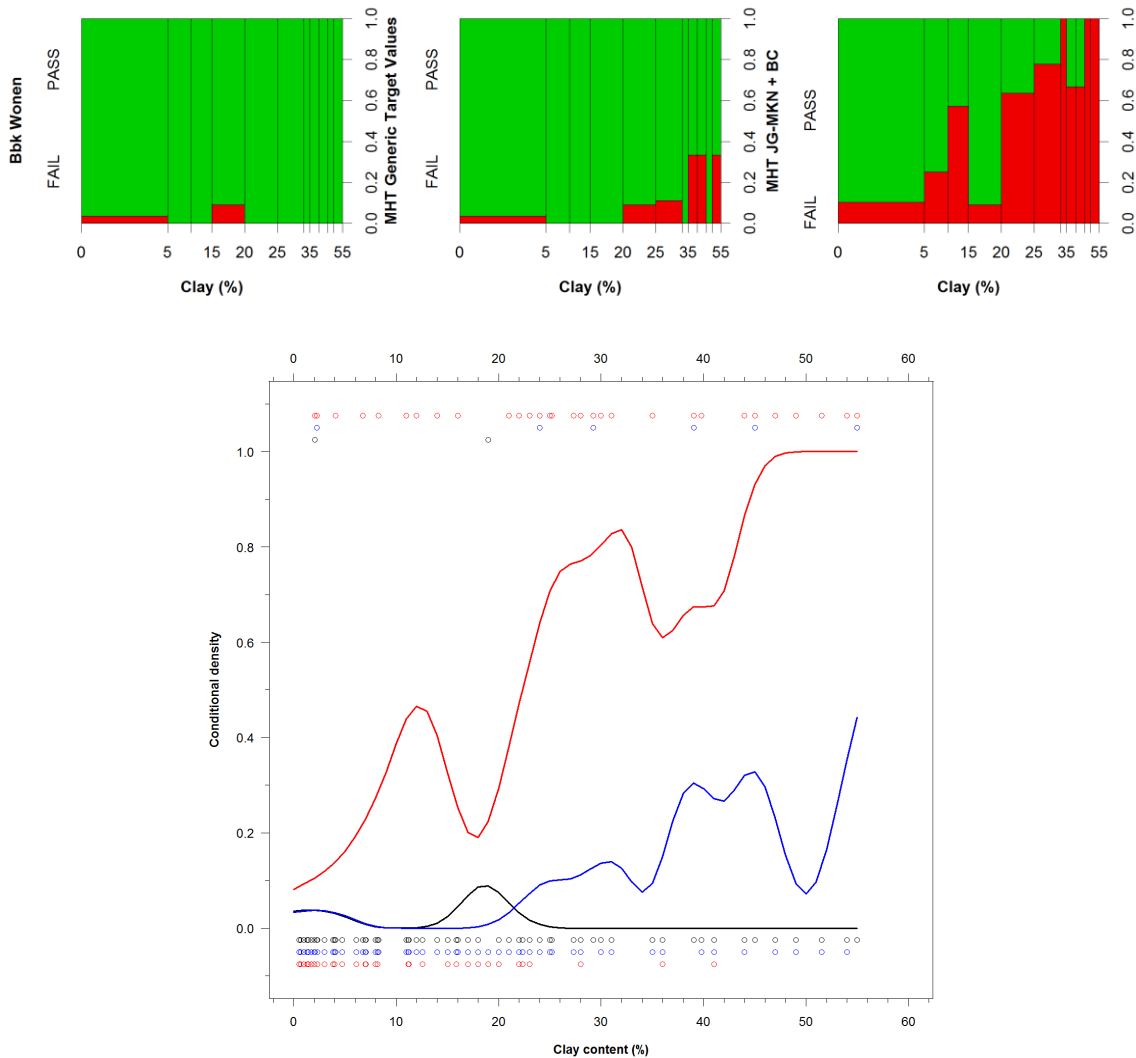 Bbk Wonen
FAIL PASS
0.0 0.2 0.4 0.6 0.8 1.0
0 5 15 20 25 35 55
Clay (%)
MHT Generic Target Values
FAIL PASS
0.0 0.2 0.4 0.6 0.8 1.0
0 5 15 20 25 35 55
Clay (%)
MHT JG-MKN + BC
FAIL PASS
0.0 0.2 0.4 0.6 0.8 1.0
0 5 15 20 25 35 55
Clay (%)
0 10 20 30 40 50 60
Conditional density
1.0
0.8
0.6
0.4
0.2
0.0
0 10 20 30 40 50 60
Clay content (%)